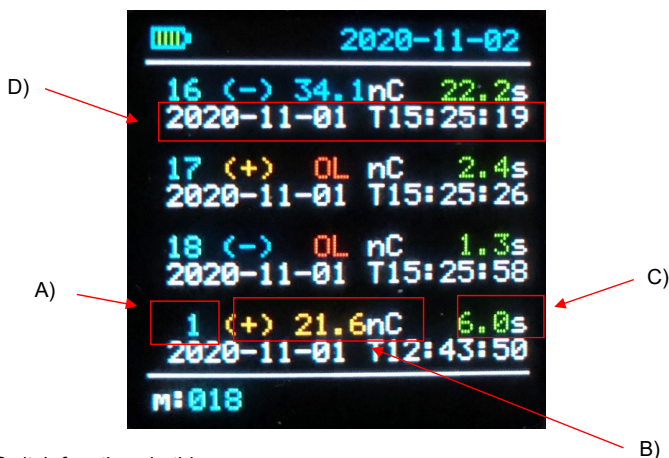 2020-11-02
16 (-) 34.1nC 22.2s
D)
2020-11-01 T15:25:19
17 (+) OL nC 2.4s
2020-11-01 T15:25:26
18 (-) OL nC 1.3s
2020-11-01 T15:25:58
A)
C)
1 (+) 21.6nC 6.0s
2020-11-01 T12:43:50
m:018
B)